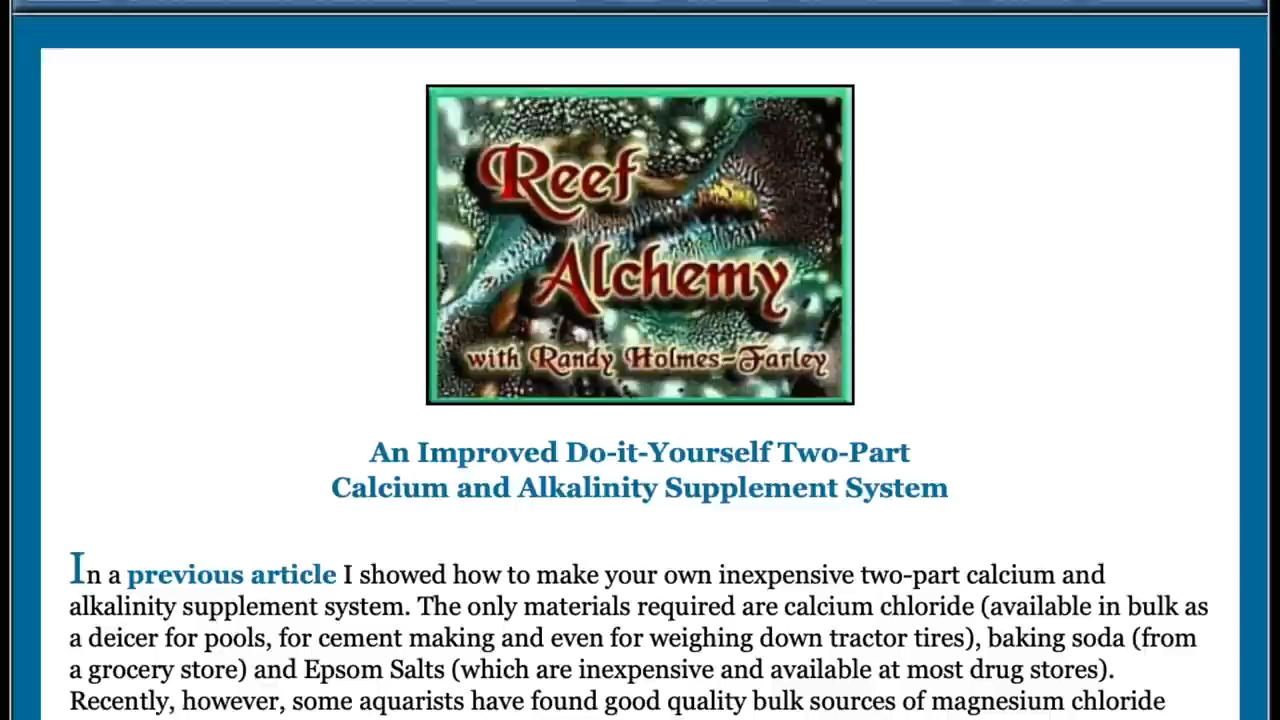 Reef
Alchemy
with Randy Holmes-Farley
An Improved Do-it-Yourself Two-Part
Calcium and Alkalinity Supplement System
In a previous article I showed how to make your own inexpensive two-part calcium and
alkalinity supplement system. The only materials required are calcium chloride (available in bulk as
a deicer for pools, for cement making and even for weighing down tractor tires), baking soda (from
a grocery store) and Epsom Salts (which are inexpensive and available at most drug stores).
Recently, however, some aquarists have found good quality bulk sources of magnesium chloride